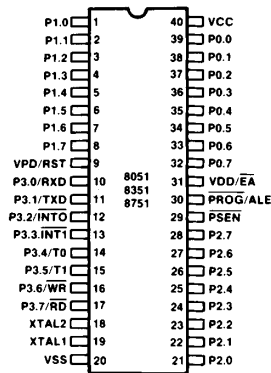 P1.0 1 40 VCC
P1.1 2 39 P0.0
P1.2 3 38 P0.1
P1.3 4 37 P0.2
P1.4 5 36 P0.3
P1.5 6 35 P0.4
P1.6 7 34 P0.5
P1.7 8 33 P0.6
VPD/RST 9 32 P0.7
P3.0/RXD 10 8051 31 VDD/EA
P3.1/TXD 11 8351 30 PROG/ALE
P3.2/INTO 12 8751 29 PSEN
P3.3.INT1 13 28 P2.7
P3.4/T0 14 27 P2.6
P3.5/T1 15 26 P2.5
P3.6/WR 16 25 P2.4
P3.7/RD 17 24 P2.3
XTAL2 18 23 P2.2
XTAL1 19 22 P2.1
VSS 20 21 P2.0